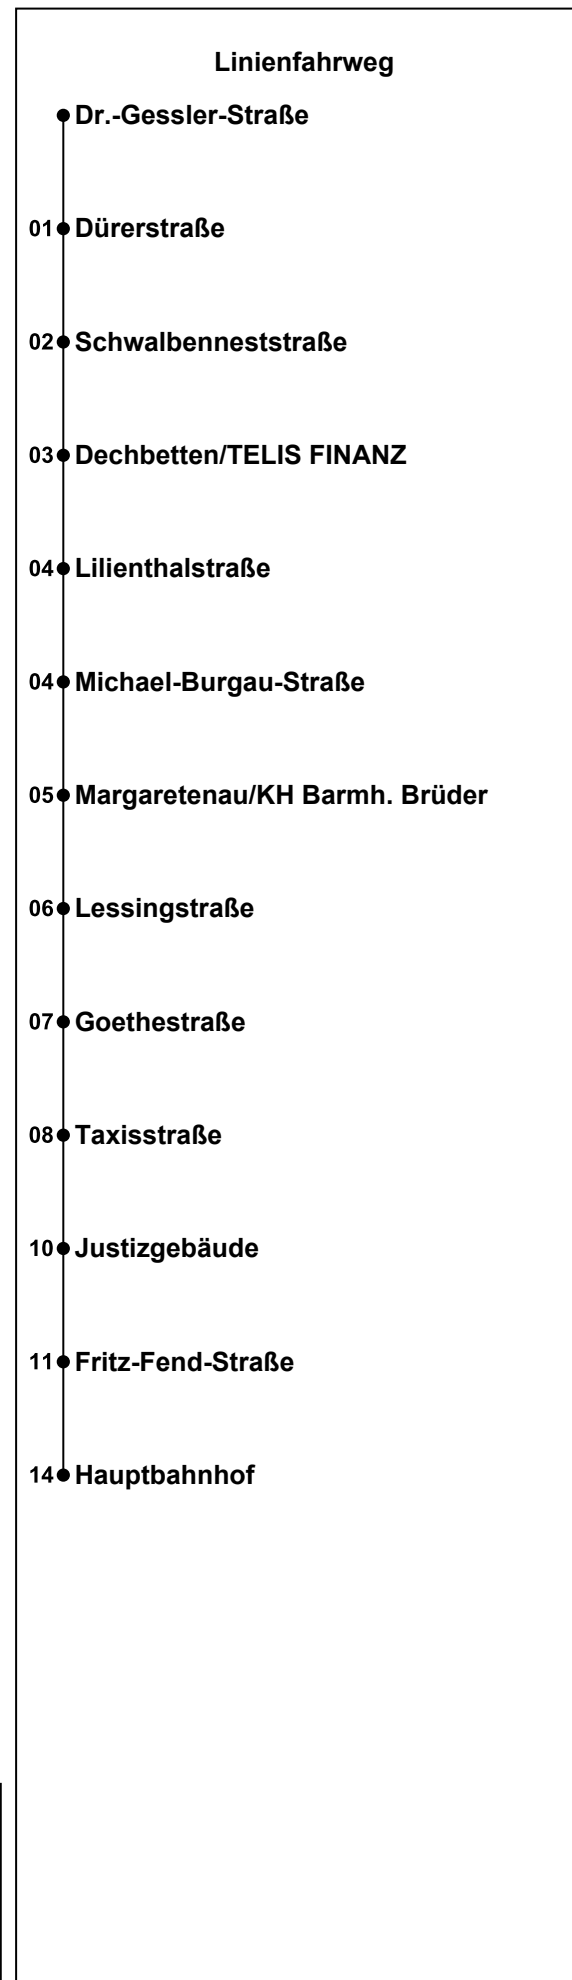 Linienfahrweg
Dr.-Gessler-Straße
01 Dürerstraße
02 Schwalbenneststraße
03 Dechbetten/TELIS FINANZ
04 Lilienthalstraße
04 Michael-Burgau-Straße
05 Margaretenau/KH Barmh. Brüder
06 Lessingstraße
07 Goethestraße
08 Taxisstraße
10 Justizgebäude
11 Fritz-Fend-Straße
14 Hauptbahnhof